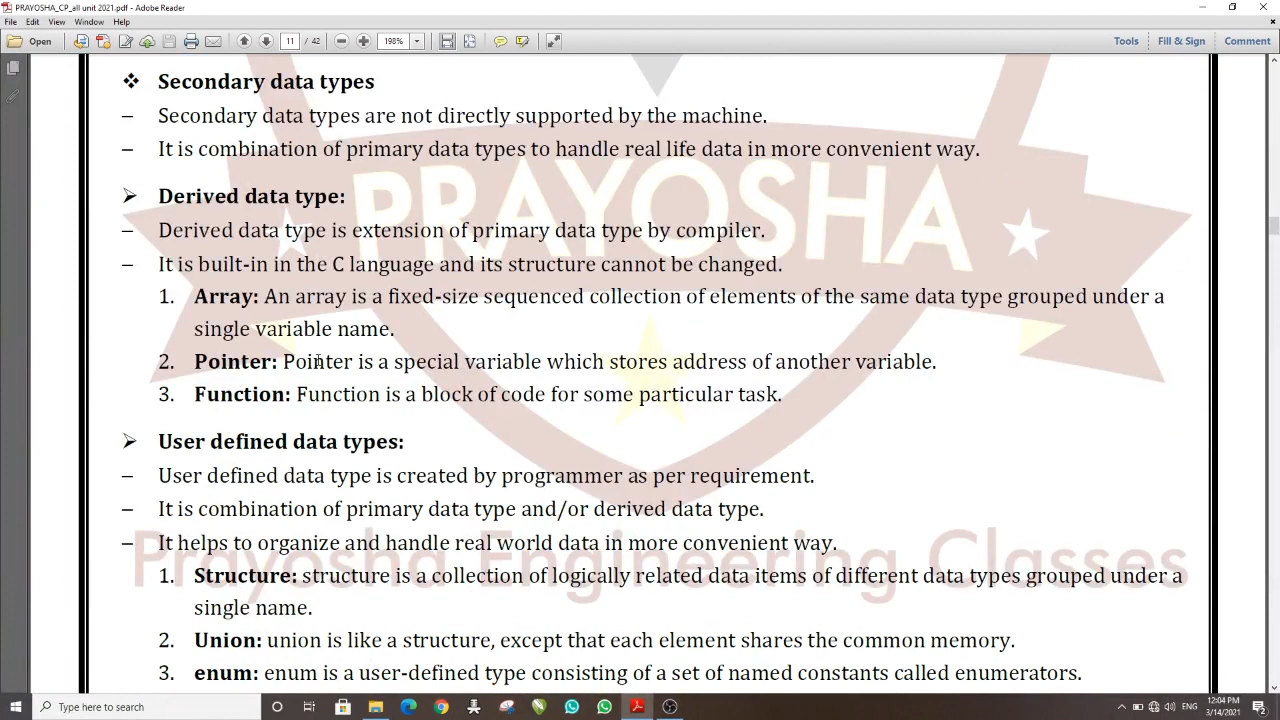 PRAYOSHA_CP_all unit 2021.pdf - Adobe Reader
File Edit View Window Help
Open 11 / 42 198% Tools Fill & Sign Comment
❖ Secondary data types
– Secondary data types are not directly supported by the machine.
– It is combination of primary data types to handle real life data in more convenient way.
➢ Derived data type:
– Derived data type is extension of primary data type by compiler.
– It is built-in in the C language and its structure cannot be changed.
1. Array: An array is a fixed-size sequenced collection of elements of the same data type grouped under a
single variable name.
2. Pointer: Pointer is a special variable which stores address of another variable.
3. Function: Function is a block of code for some particular task.
➢ User defined data types:
– User defined data type is created by programmer as per requirement.
– It is combination of primary data type and/or derived data type.
– It helps to organize and handle real world data in more convenient way.
1. Structure: structure is a collection of logically related data items of different data types grouped under a
single name.
2. Union: union is like a structure, except that each element shares the common memory.
3. enum: enum is a user-defined type consisting of a set of named constants called enumerators.
PRAYOSHA
Prayosha Engineering Classes
Type here to search
12:04 PM
3/14/2021
2